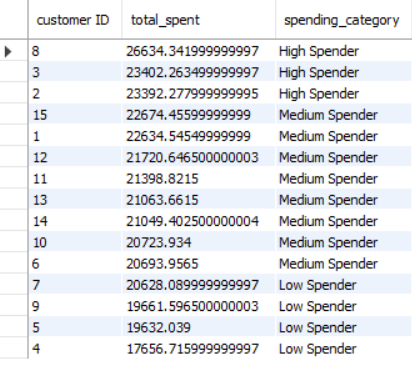 customer ID total_spent spending_category
8 26634.341999999997 High Spender
3 23402.263499999997 High Spender
2 23392.277999999995 High Spender
15 22674.45599999999 Medium Spender
1 22634.54549999999 Medium Spender
12 21720.646500000003 Medium Spender
11 21398.8215 Medium Spender
13 21063.6615 Medium Spender
14 21049.402500000004 Medium Spender
10 20723.934 Medium Spender
6 20693.9565 Medium Spender
7 20628.089999999997 Low Spender
9 19661.596500000003 Low Spender
5 19632.039 Low Spender
4 17656.715999999997 Low Spender